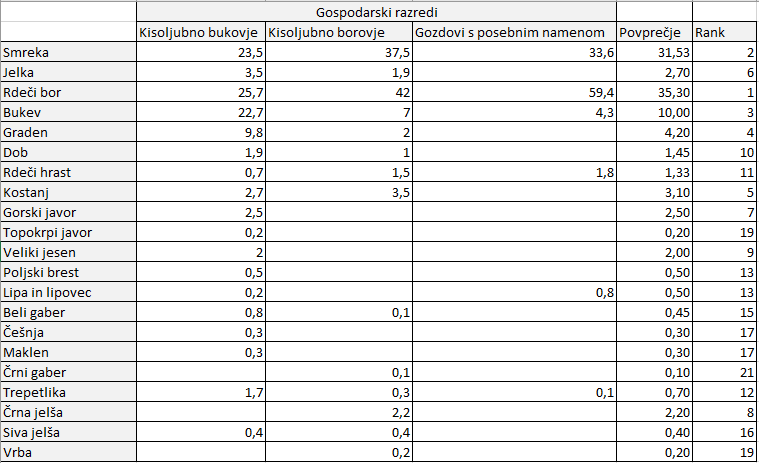 Gospodarski razredi
Kisoljubno bukovje Kisoljubno borovje Gozdovi s posebnim namenom Povprečje Rank
Smreka 23,5 37,5 33,6 31,53 2
Jelka 3,5 1,9 2,70 6
Rdeči bor 25,7 42 59,4 35,30 1
Bukev 22,7 7 4,3 10,00 3
Graden 9,8 2 4,20 4
Dob 1,9 1 1,45 10
Rdeči hrast 0,7 1,5 1,8 1,33 11
Kostanj 2,7 3,5 3,10 5
Gorski javor 2,5 2,50 7
Topokrpi javor 0,2 0,20 19
Veliki jesen 2 2,00 9
Poljski brest 0,5 0,50 13
Lipa in lipovec 0,2 0,8 0,50 13
Beli gaber 0,8 0,1 0,45 15
Češnja 0,3 0,30 17
Maklen 0,3 0,30 17
Črni gaber 0,1 0,10 21
Trepetlika 1,7 0,3 0,1 0,70 12
Črna jelša 2,2 2,20 8
Siva jelša 0,4 0,4 0,40 16
Vrba 0,2 0,20 19